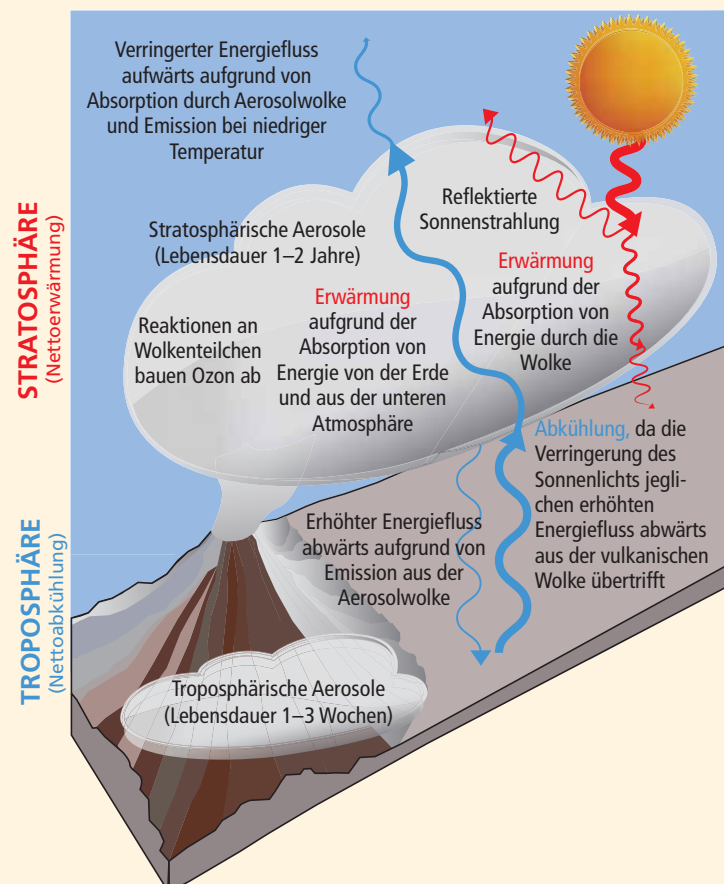 Verringerter Energiefluss
aufwärts aufgrund von
Absorption durch Aerosolwolke
und Emission bei niedriger
Temperatur
Reflektierte
Sonnenstrahlung
Stratosphärische Aerosole
(Lebensdauer 1–2 Jahre)
Erwärmung
aufgrund der
Absorption von
Energie durch die
Wolke
Erwärmung
aufgrund der
Absorption von
Energie von der Erde
und aus der unteren
Atmosphäre
Reaktionen an
Wolkenteilchen
bauen Ozon ab
STRATOSPHÄRE
(Nettoerwärmung)
Abkühlung, da die
Verringerung des
Sonnenlichts jegli-
chen erhöhten
Energiefluss abwärts
aus der vulkanischen
Wolke übertrifft
Erhöhter Energiefluss
abwärts aufgrund von
Emission aus der
Aerosolwolke
TROPOSPHÄRE
(Nettoabkühlung)
Troposphärische Aerosole
(Lebensdauer 1–3 Wochen)